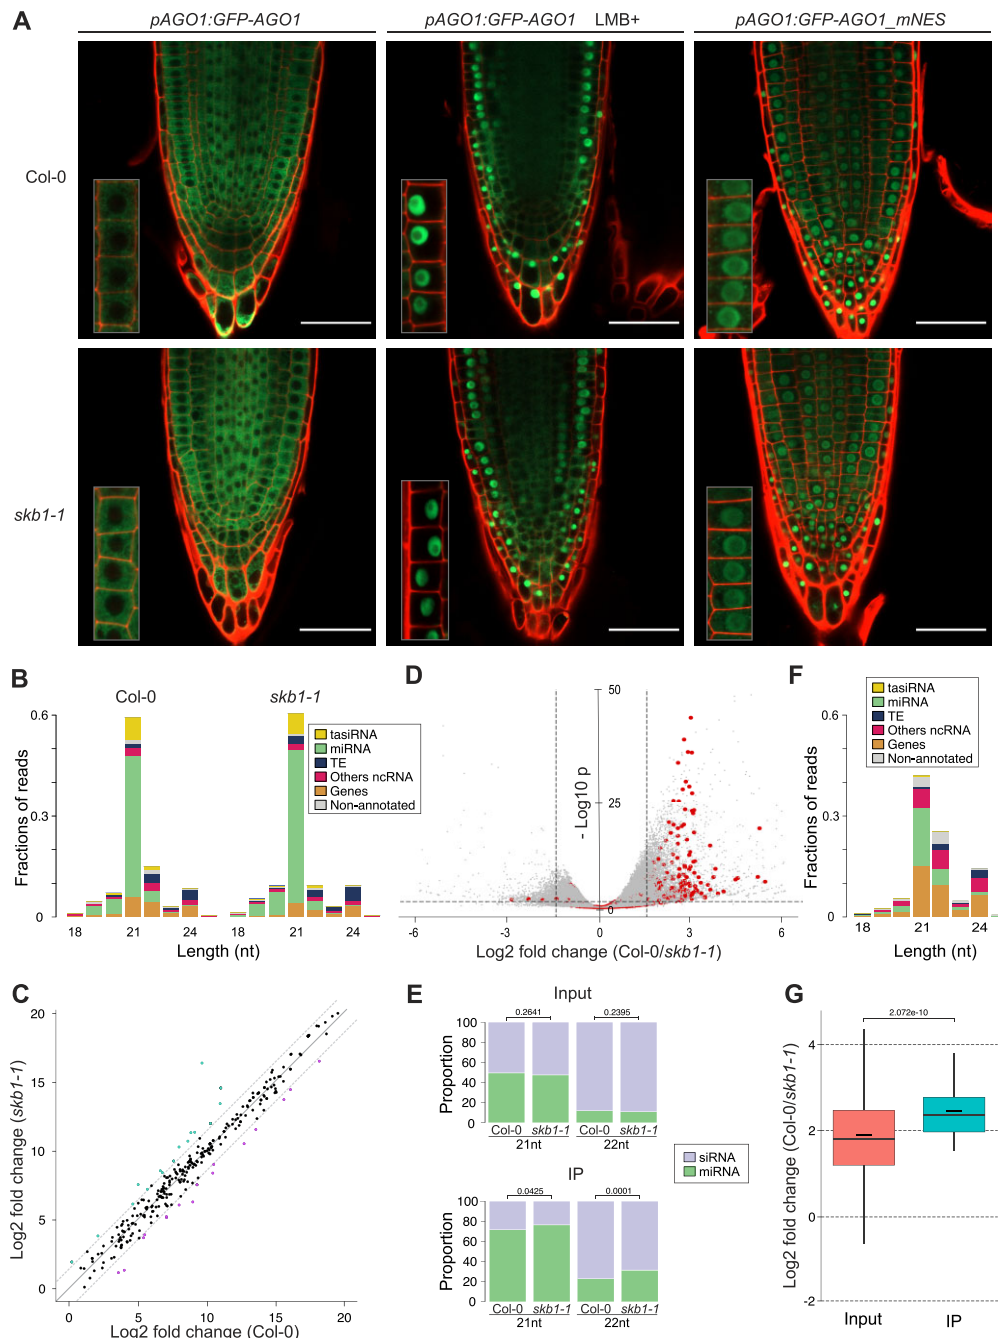 A
pAGO1:GFP-AGO1
pAGO1:GFP-AGO1 LMB+
pAGO1:GFP-AGO1_mNES
Col-0
skb1-1
B
Col-0
skb1-1
Fractions of reads
0.6
0.3
0
18 21 24 18 21 24
Length (nt)
tasiRNA
miRNA
TE
Others ncRNA
Genes
Non-annotated
D
50
25
0
- Log10 p
-6 -3 0 3 6
Log2 fold change (Col-0/skb1-1)
F
tasiRNA
miRNA
TE
Others ncRNA
Genes
Non-annotated
Fractions of reads
0.6
0.3
0
18 21 24
Length (nt)
C
Log2 fold change (skb1-1)
20
15
10
5
0
0 5 10 15 20
Log2 fold change (Col-0)
E
Input
0.2641 0.2395
Proportion
100
80
60
40
20
0
Col-0 skb1-1 Col-0 skb1-1
21nt 22nt
siRNA
miRNA
IP
0.0425 0.0001
Proportion
100
80
60
40
20
0
Col-0 skb1-1 Col-0 skb1-1
21nt 22nt
G
2.072e-10
Log2 fold change (Col-0/skb1-1)
4
2
0
-2
Input IP